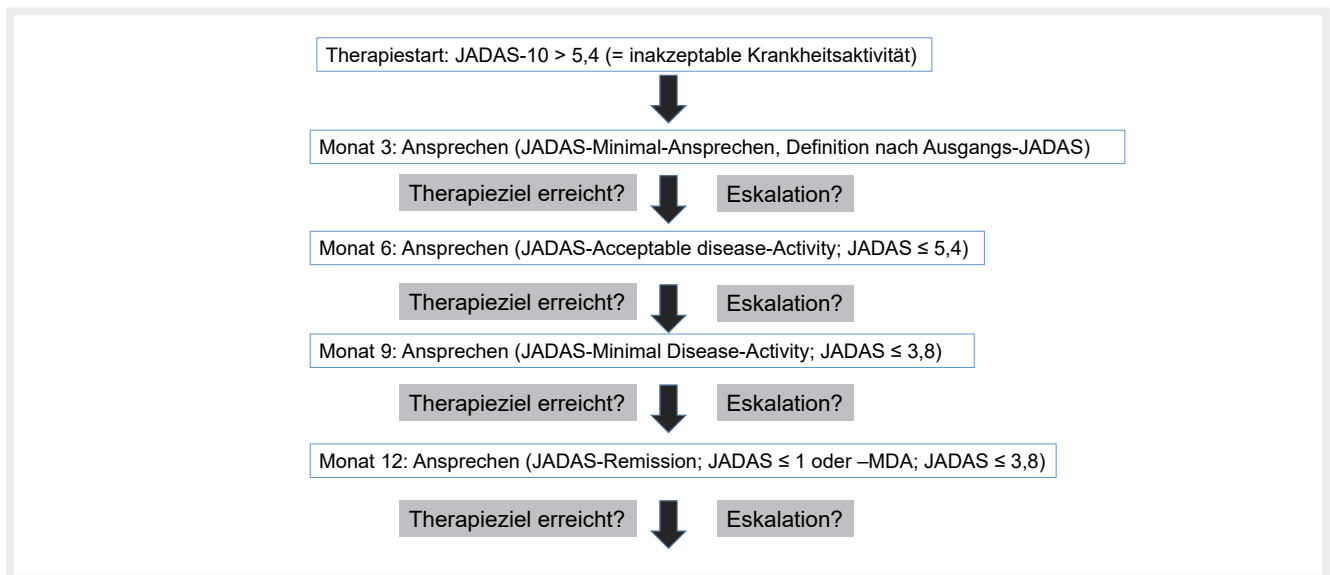 Therapiestart: JADAS-10 > 5,4 (= inakzeptable Krankheitsaktivität)
Monat 3: Ansprechen (JADAS-Minimal-Ansprechen, Definition nach Ausgangs-JADAS)
Therapieziel erreicht? Eskalation?
Monat 6: Ansprechen (JADAS-Acceptable disease-Activity; JADAS ≤ 5,4)
Therapieziel erreicht? Eskalation?
Monat 9: Ansprechen (JADAS-Minimal Disease-Activity; JADAS ≤ 3,8)
Therapieziel erreicht? Eskalation?
Monat 12: Ansprechen (JADAS-Remission; JADAS ≤ 1 oder –MDA; JADAS ≤ 3,8)
Therapieziel erreicht? Eskalation?